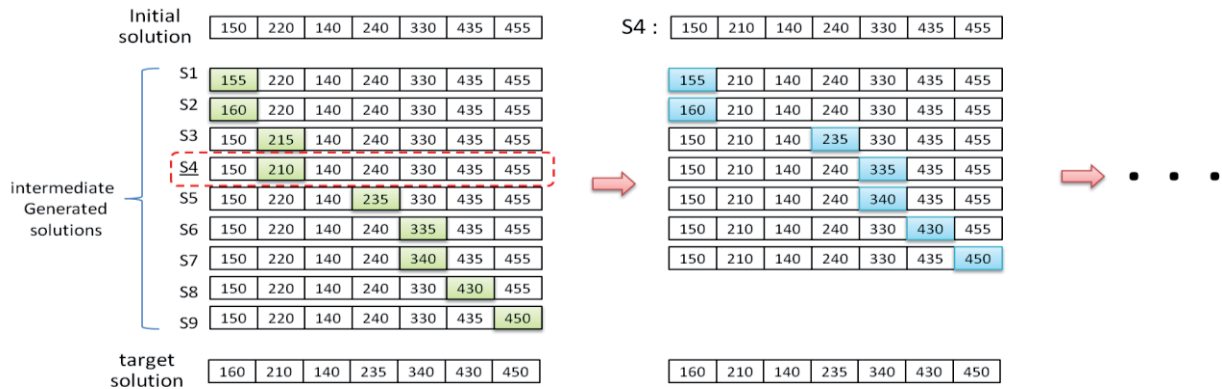 Initial solution 150 220 140 240 330 435 455
S4 : 150 210 140 240 330 435 455
intermediate Generated solutions
S1 155 220 140 240 330 435 455
S2 160 220 140 240 330 435 455
S3 150 215 140 240 330 435 455
S4 150 210 140 240 330 435 455
S5 150 220 140 235 330 435 455
S6 150 220 140 240 335 435 455
S7 150 220 140 240 340 435 455
S8 150 220 140 240 330 430 455
S9 150 220 140 240 330 435 450
155 210 140 240 330 435 455
160 210 140 240 330 435 455
150 210 140 235 330 435 455
150 210 140 240 335 435 455
150 210 140 240 340 435 455
150 210 140 240 330 430 455
150 210 140 240 330 435 450
target solution 160 210 140 235 340 430 450
160 210 140 235 340 430 450